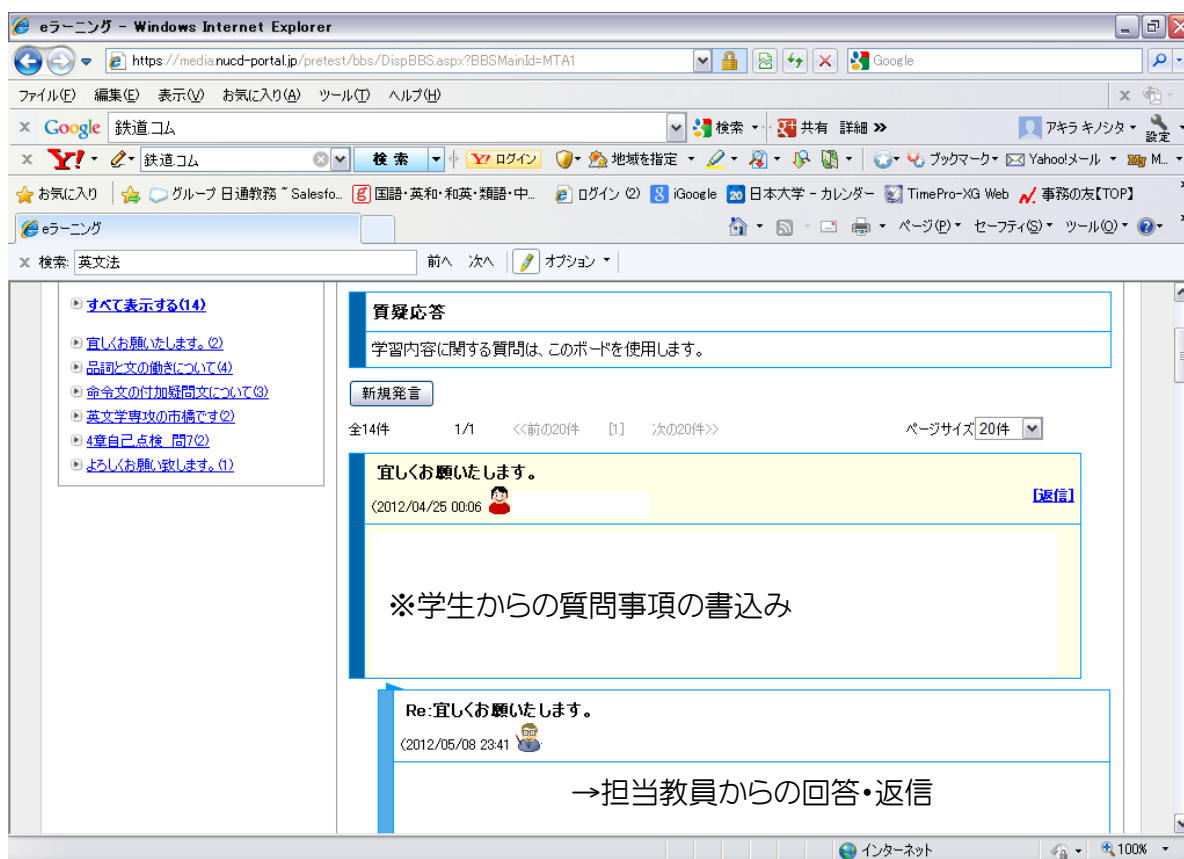 eラーニング - Windows Internet Explorer
https://media.nucd-portal.jp/pretest/bbs/DispBBS.aspx?BBSMainId=MTA1
Google
ファイル(F) 編集(E) 表示(V) お気に入り(A) ツール(T) ヘルプ(H)
x Google 鉄道.コム 検索 共有 詳細 >> アキラ キノシタ 設定
x Y! 鉄道.コム 検索 Y! ログイン 地域を指定 ブックマーク Yahoo!メール M...
お気に入り グループ 日通教務 ~ Salesfo... 国語・英和・和英・類語・中... ログイン (2) iGoogle 20 日本大学 - カレンダー TimePro-XG Web 事務の友【TOP】
eラーニング ページ(P) セーフティ(S) ツール(O)
x 検索: 英文法 前へ 次へ オプション
すべて表示する(14)
宜しくお願いたします。(2)
品詞と文の働きについて(4)
命令文の付加疑問文について(3)
英文学専攻の市橋です(2)
4章自己点検 問7(2)
よろしくお願い致します。(1)
質疑応答
学習内容に関する質問は、このボードを使用します。
新規発言
全14件 1/1 <<前の20件 [1] 次の20件>> ページサイズ 20件
宜しくお願いたします。
(2012/04/25 00:06
[返信]
※学生からの質問事項の書込み
Re:宜しくお願いたします。
(2012/05/08 23:41
→担当教員からの回答・返信
インターネット 100%